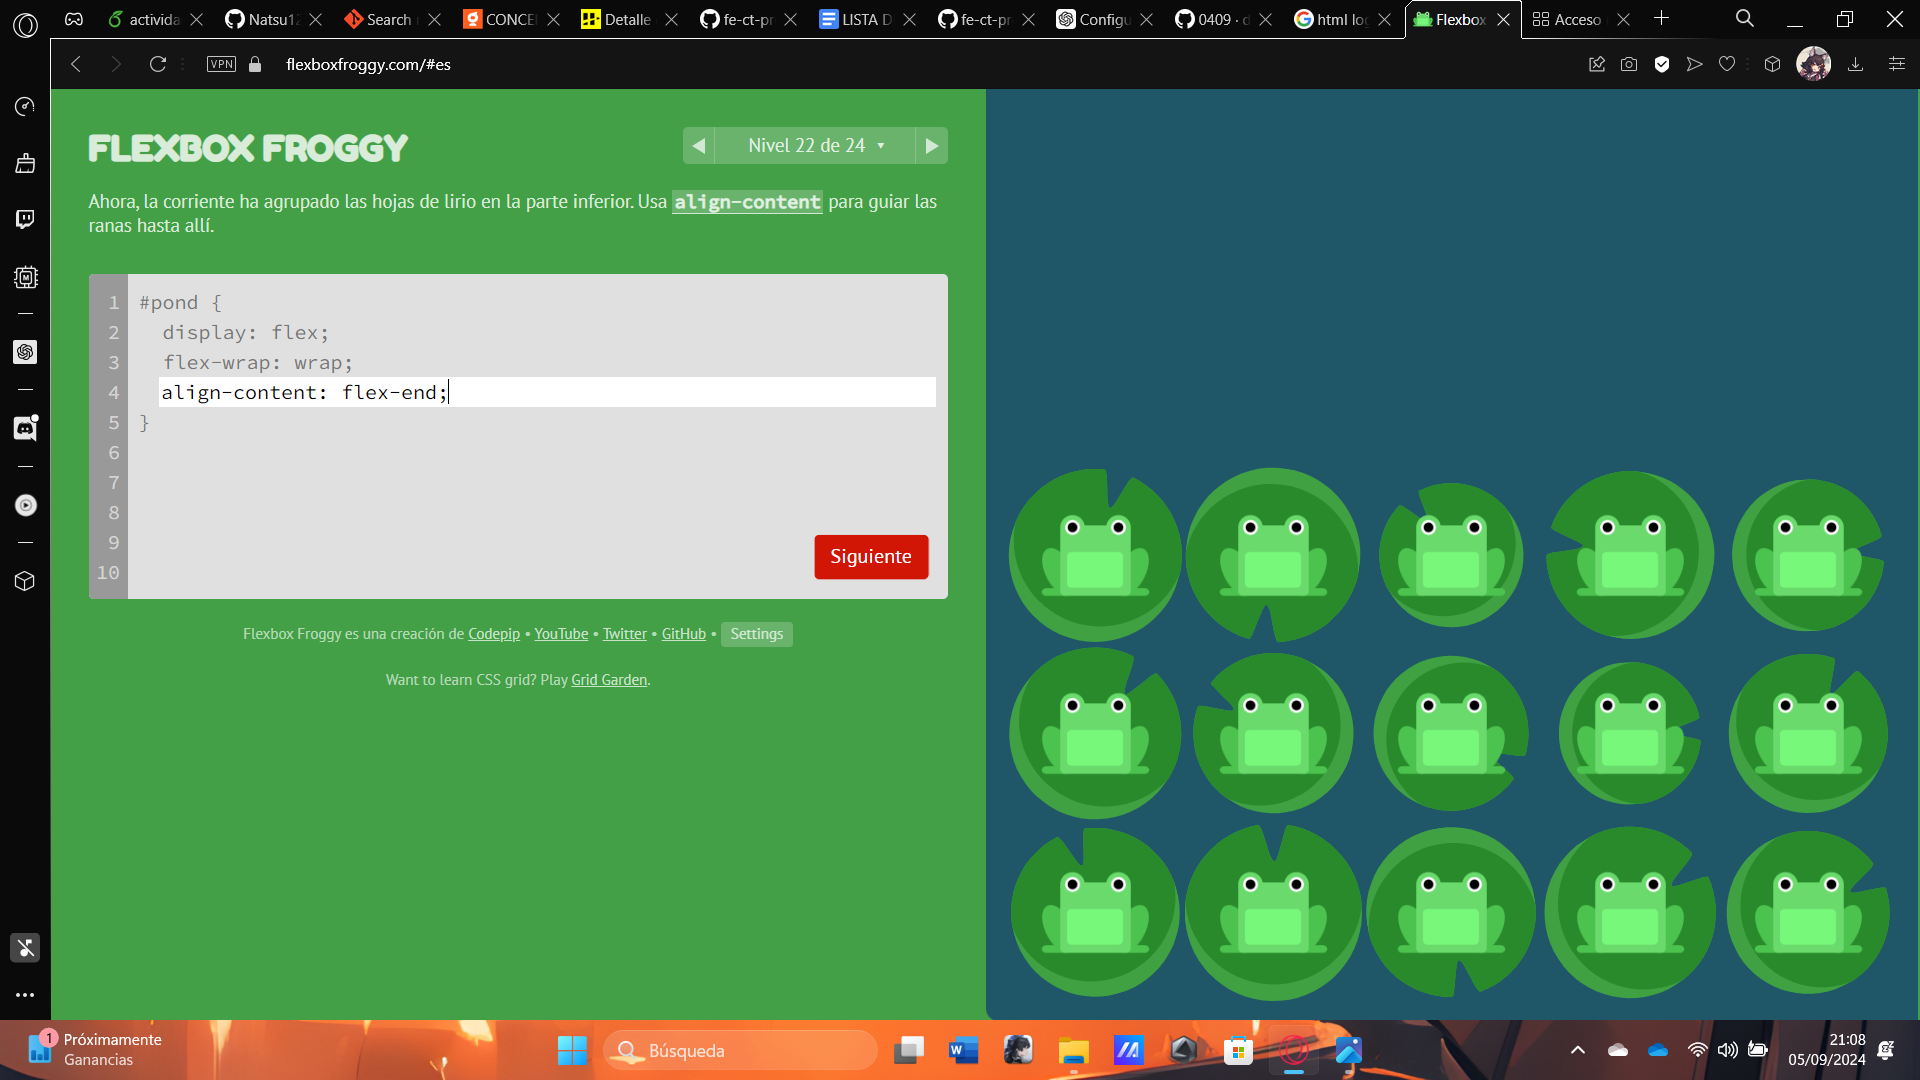 activida
Natsu12
Search
CONCE
Detalle
fe-ct-pr
LISTA D
fe-ct-pr
Configu
0409 · d
html log
Flexbox
Acceso
VPN
flexboxfroggy.com/#es
FLEXBOX FROGGY
Nivel 22 de 24
Ahora, la corriente ha agrupado las hojas de lirio en la parte inferior. Usa align-content para guiar las
ranas hasta allí.
1 #pond {
2 display: flex;
3 flex-wrap: wrap;
4 align-content: flex-end;
5 }
6
7
8
9
10
Siguiente
Flexbox Froggy es una creación de Codepip • YouTube • Twitter • GitHub • Settings
Want to learn CSS grid? Play Grid Garden.
1
Próximamente
Ganancias
Búsqueda
21:08
05/09/2024